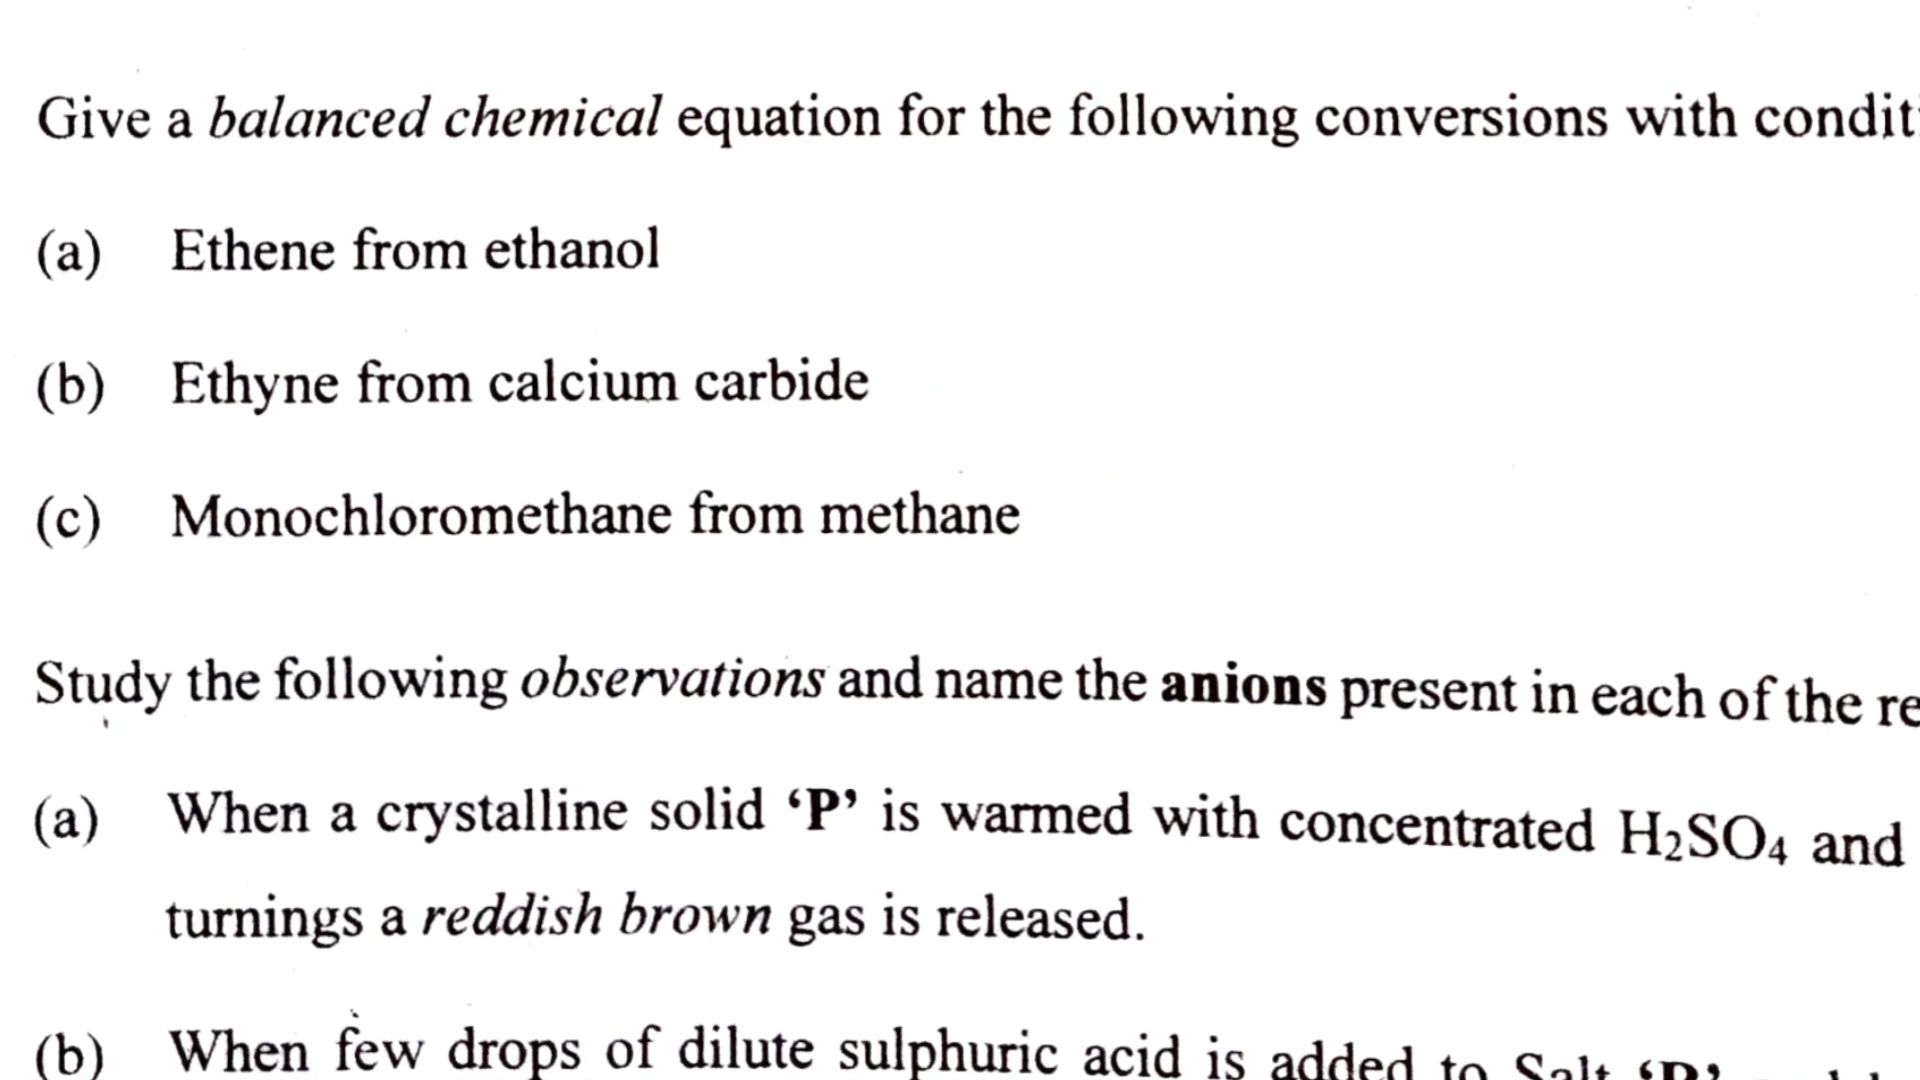 Give a balanced chemical equation for the following conversions with
(a) Ethene from ethanol
(b) Ethyne from calcium carbide
(c) Monochloromethane from methane
Study the following observations and name the anions present in each of the
(a) When a crystalline solid ‘P’ is warmed with concentrated H₂SO₄ and
turnings a reddish brown gas is released.
(b) When few drops of dilute sulphuric acid is added to Salt